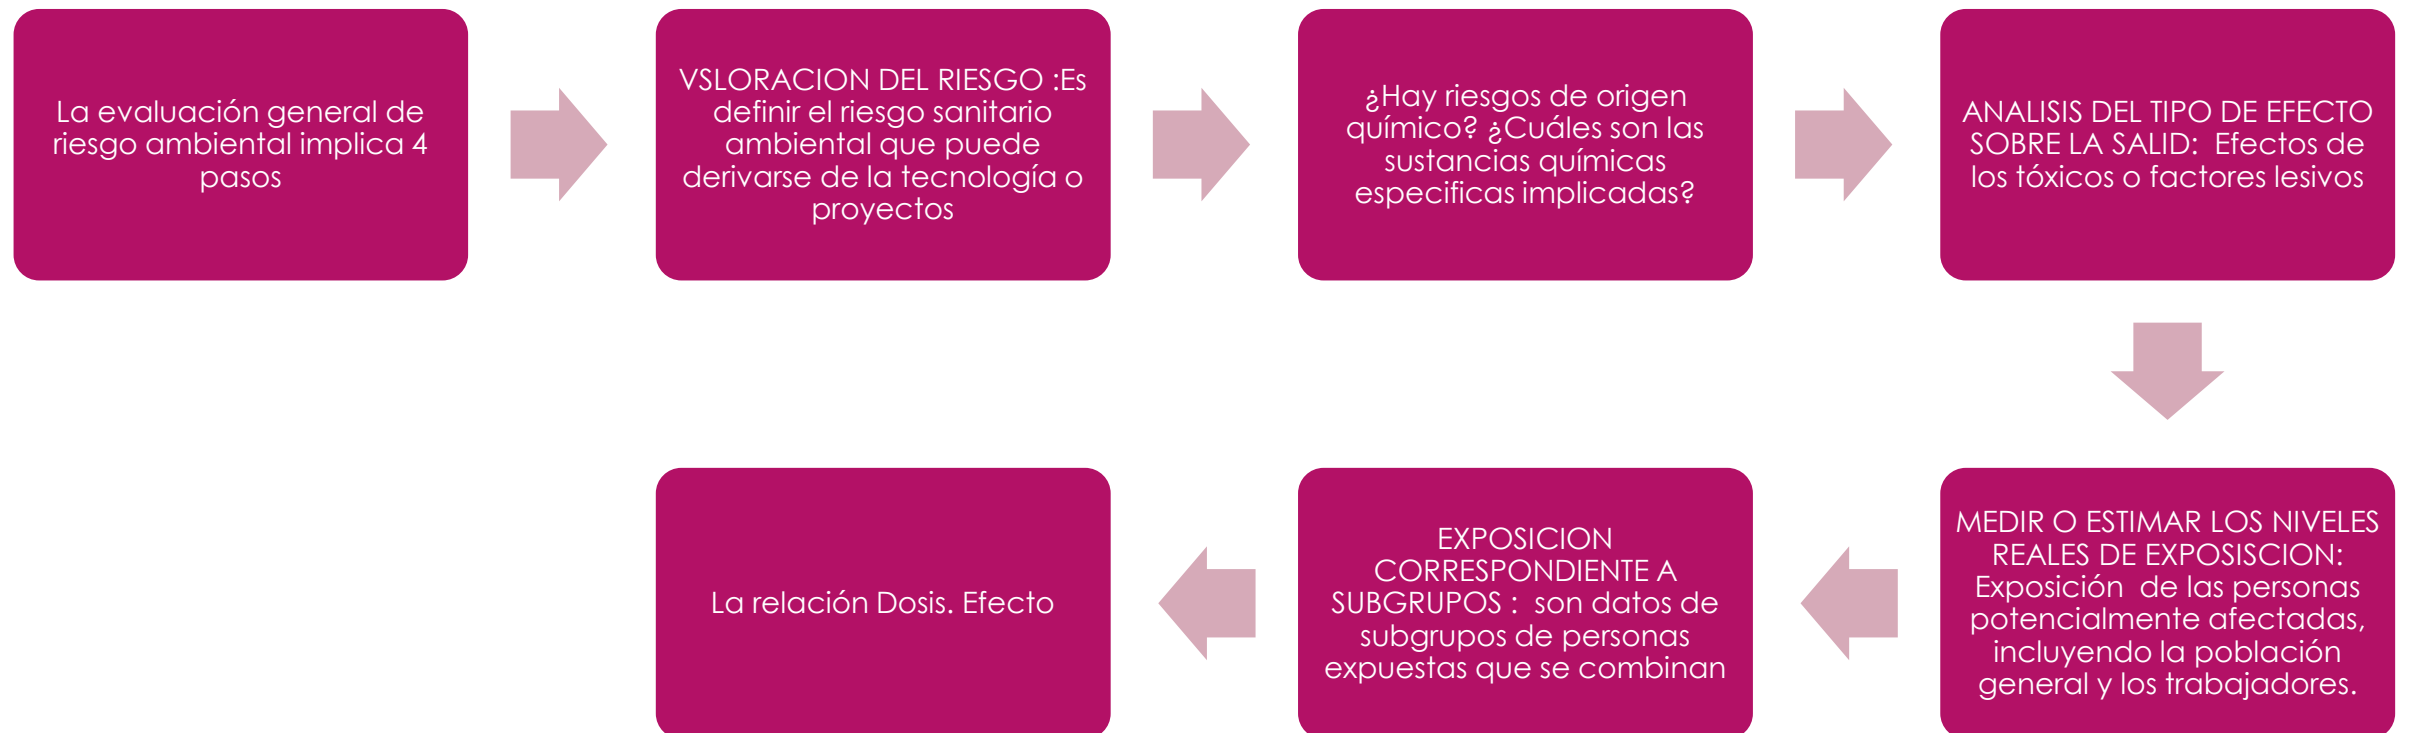 La evaluación general de
riesgo ambiental implica 4
pasos
VSLORACION DEL RIESGO :Es
definir el riesgo sanitario
ambiental que puede
derivarse de la tecnología o
proyectos
¿Hay riesgos de origen
químico? ¿Cuáles son las
sustancias químicas
especificas implicadas?
ANALISIS DEL TIPO DE EFECTO
SOBRE LA SALID:  Efectos de
los tóxicos o factores lesivos
MEDIR O ESTIMAR LOS NIVELES
REALES DE EXPOSISCION:
Exposición  de las personas
potencialmente afectadas,
incluyendo la población
general y los trabajadores.
EXPOSICION
CORRESPONDIENTE A
SUBGRUPOS :  son datos de
subgrupos de personas
expuestas que se combinan
La relación Dosis. Efecto